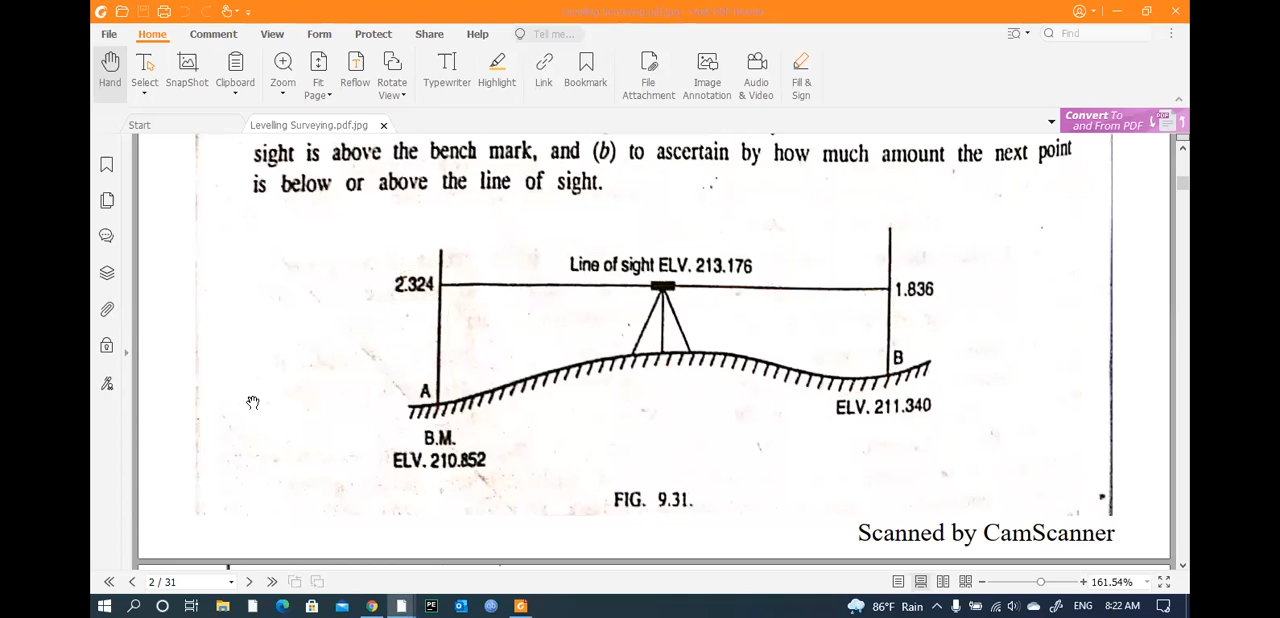 Levelling Surveying.pdf.jpg - Foxit PDF Reader
File Home Comment View Form Protect Share Help Tell me... Find
Hand Select SnapShot Clipboard Zoom Fit Page Reflow Rotate View Typewriter Highlight Link Bookmark File Attachment Image Annotation Audio & Video Fill & Sign
Start Levelling Surveying.pdf.jpg
Convert To
and From PDF
sight is above the bench mark, and (b) to ascertain by how much amount the next point
is below or above the line of sight.
Line of sight ELV. 213.176
2.324
1.836
B
A
ELV. 211.340
B.M.
ELV. 210.852
FIG. 9.31.
Scanned by CamScanner
2 / 31
161.54%
86°F Rain ENG 8:22 AM